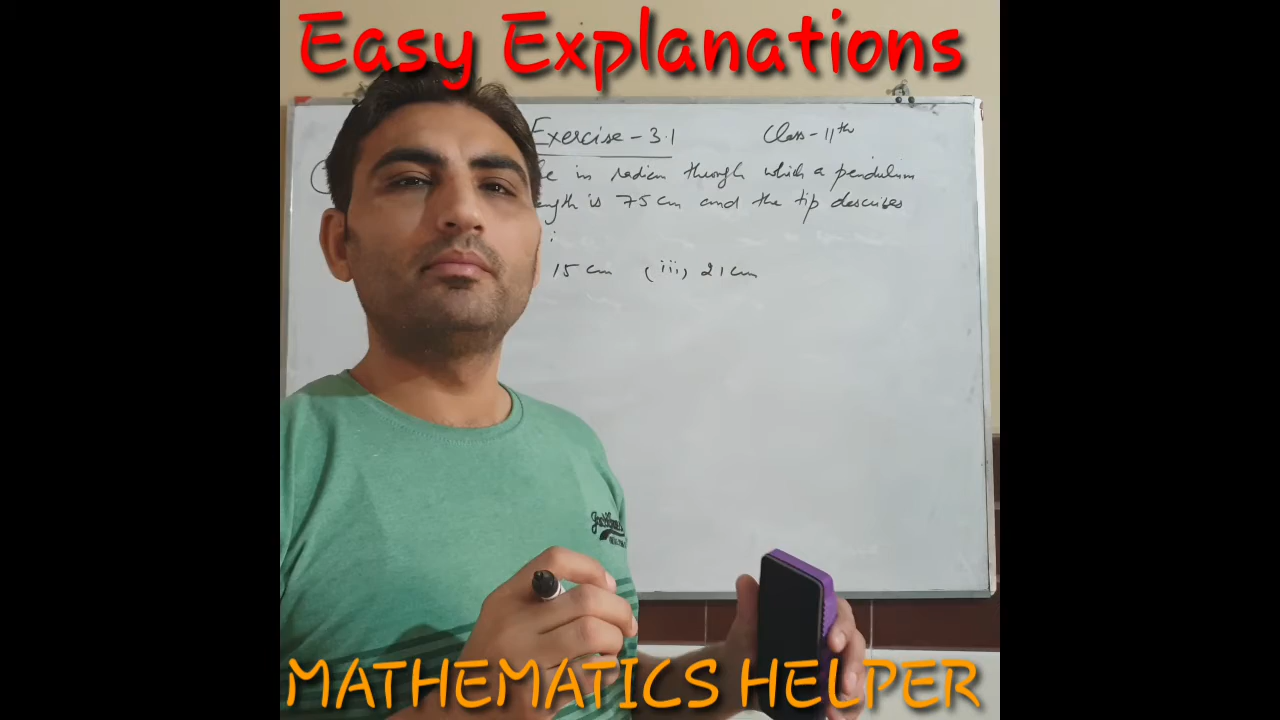 Easy Explanations
Exercise - 3.1 Class - 11th
in radian through which a pendulum
is 75 cm and the tip describes
:
15 cm (iii) 21 cm
MATHEMATICS HELPER